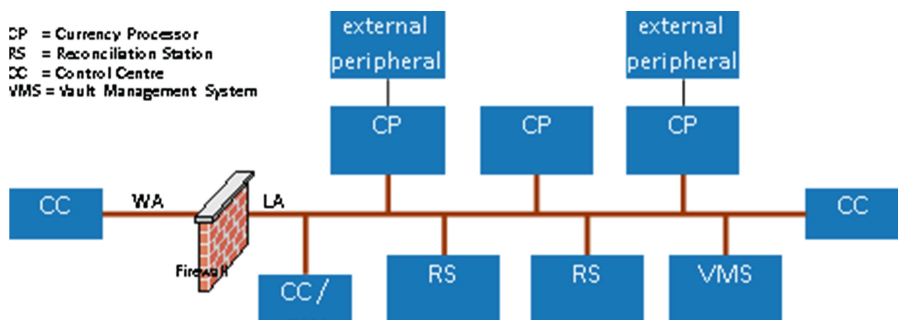 CP = Currency Processor
RS = Reconciliation Station
CC = Control Centre
VMS = Vault Management System
external
peripheral
external
peripheral
CP
CP
CP
CC
WA
LA
CC
Firewall
CC /
RS
RS
VMS